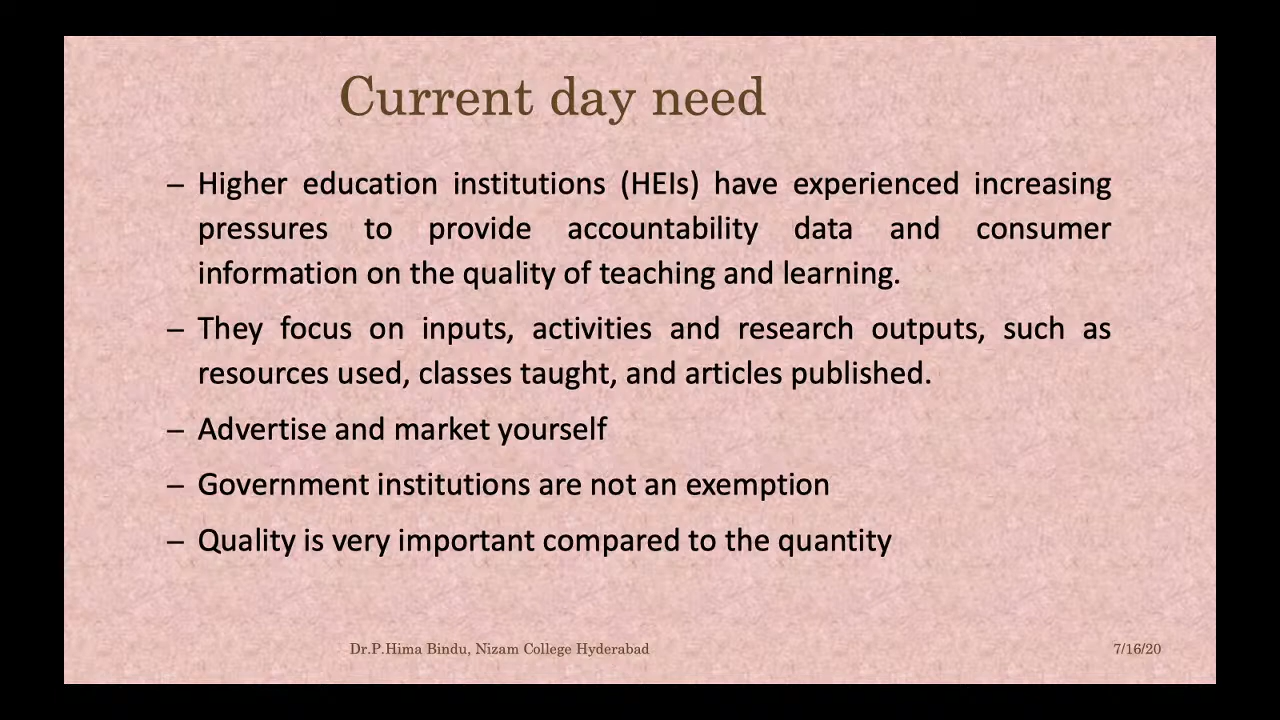 Current day need
– Higher education institutions (HEIs) have experienced increasing
pressures to provide accountability data and consumer
information on the quality of teaching and learning.
– They focus on inputs, activities and research outputs, such as
resources used, classes taught, and articles published.
– Advertise and market yourself
– Government institutions are not an exemption
– Quality is very important compared to the quantity
Dr.P.Hima Bindu, Nizam College Hyderabad
7/16/20